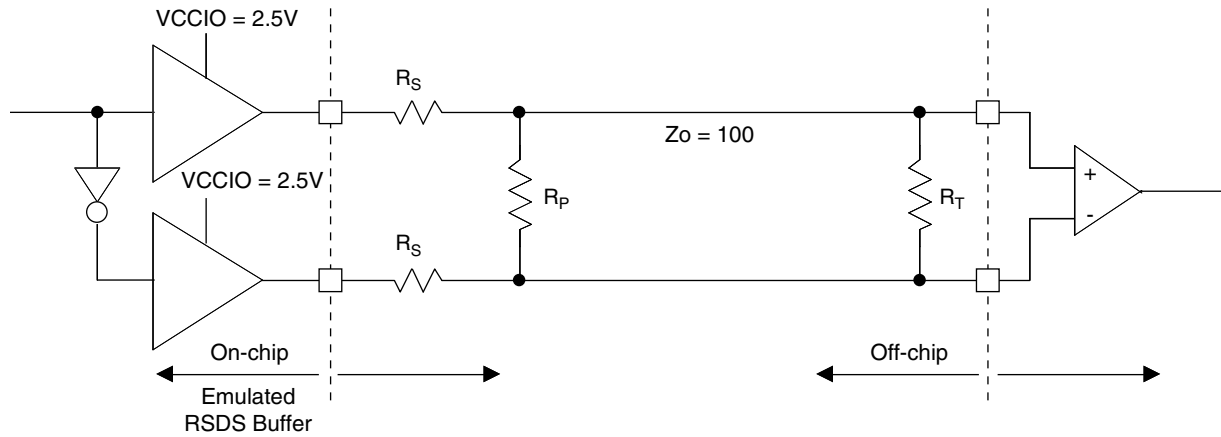 VCCIO = 2.5V
RS
Zo = 100
VCCIO = 2.5V
RP
RT
+
-
RS
On-chip
Off-chip
Emulated
RSDS Buffer